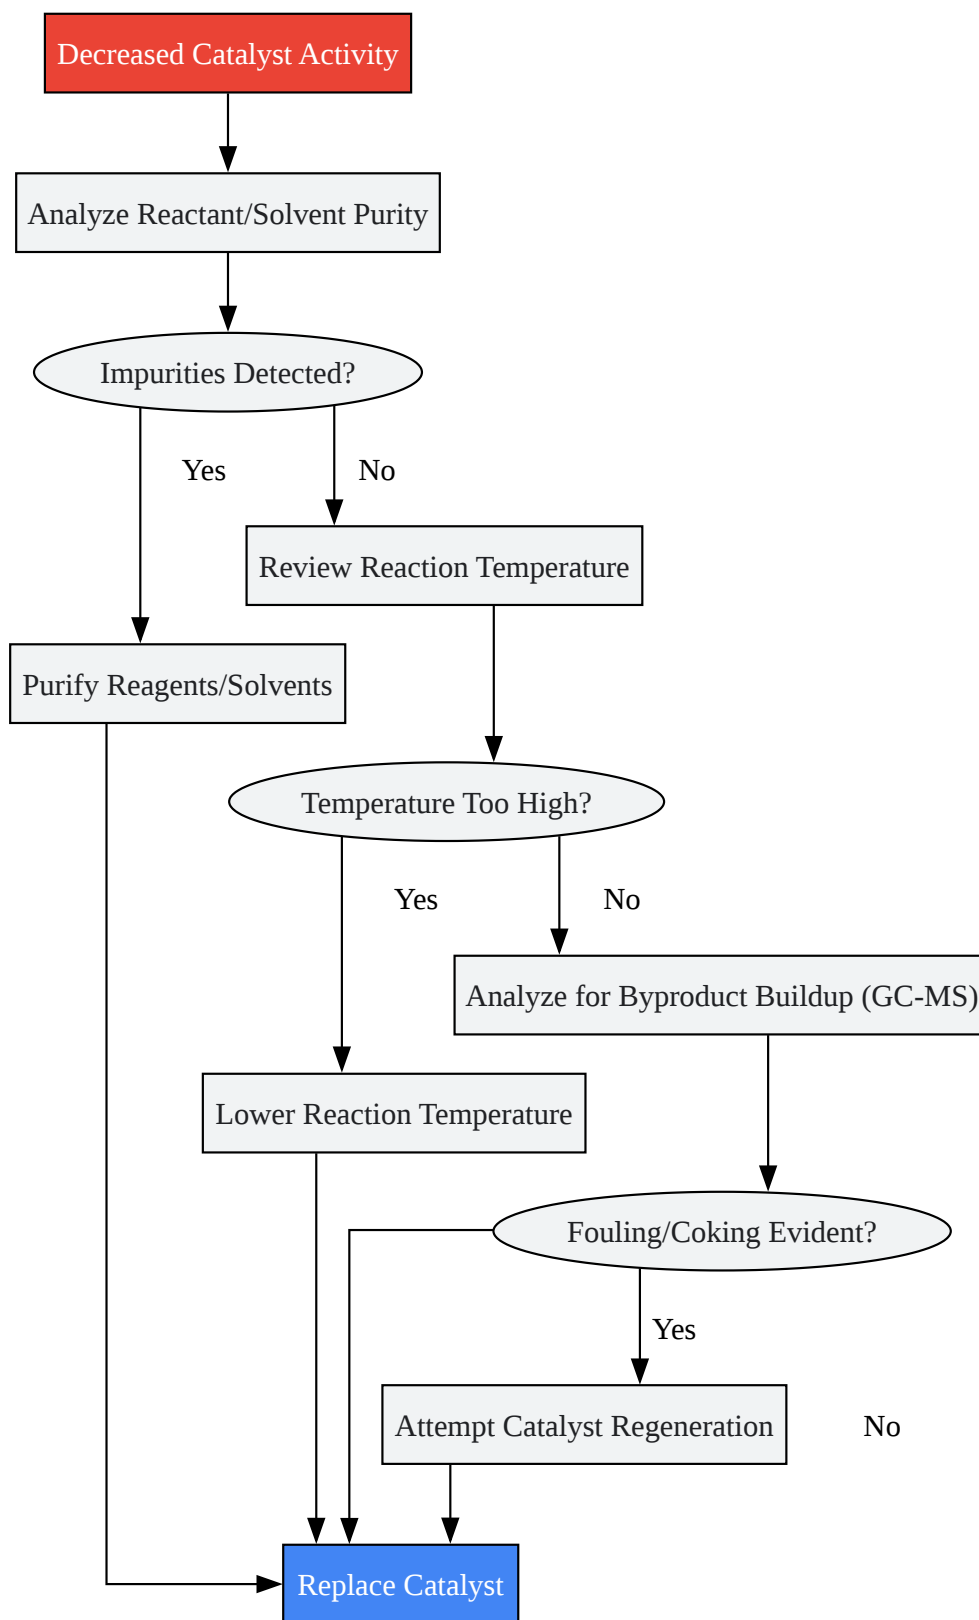 Decreased Catalyst Activity
Analyze Reactant/Solvent Purity
Impurities Detected?
Yes
No
Review Reaction Temperature
Purify Reagents/Solvents
Temperature Too High?
Yes
No
Analyze for Byproduct Buildup (GC-MS)
Lower Reaction Temperature
Fouling/Coking Evident?
Yes
Attempt Catalyst Regeneration
No
Replace Catalyst